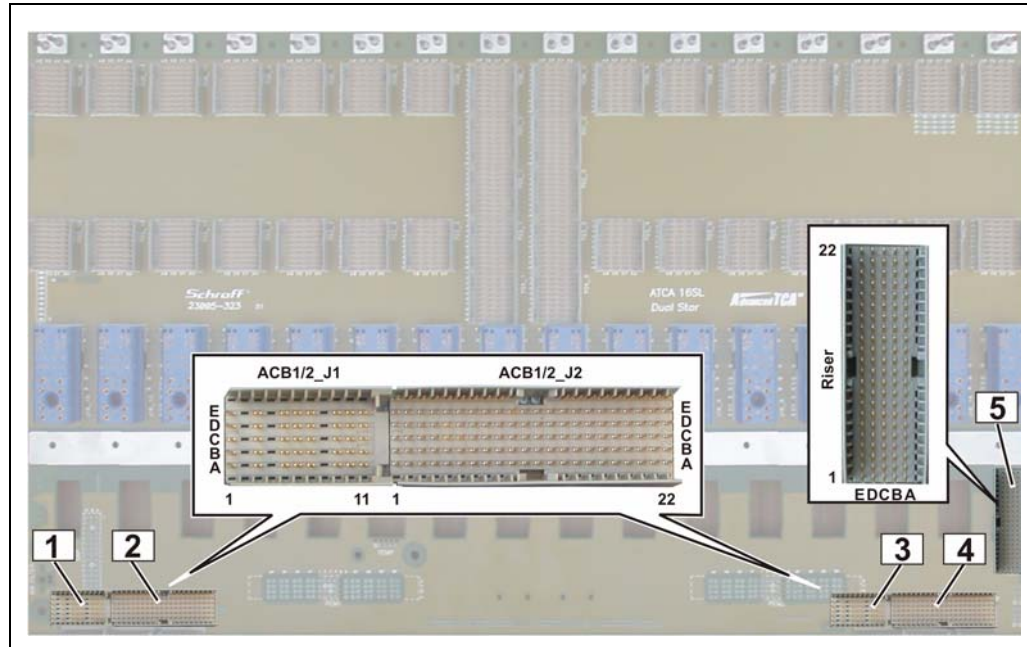 Schroff
23005-323
ATCA 16SL
Dual Star
AdvancedTCA
ACB1/2_J1
ACB1/2_J2
E
D
C
B
A
E
D
C
B
A
1
11
1
22
22
Riser
1
E D C B A
1
2
3
4
5